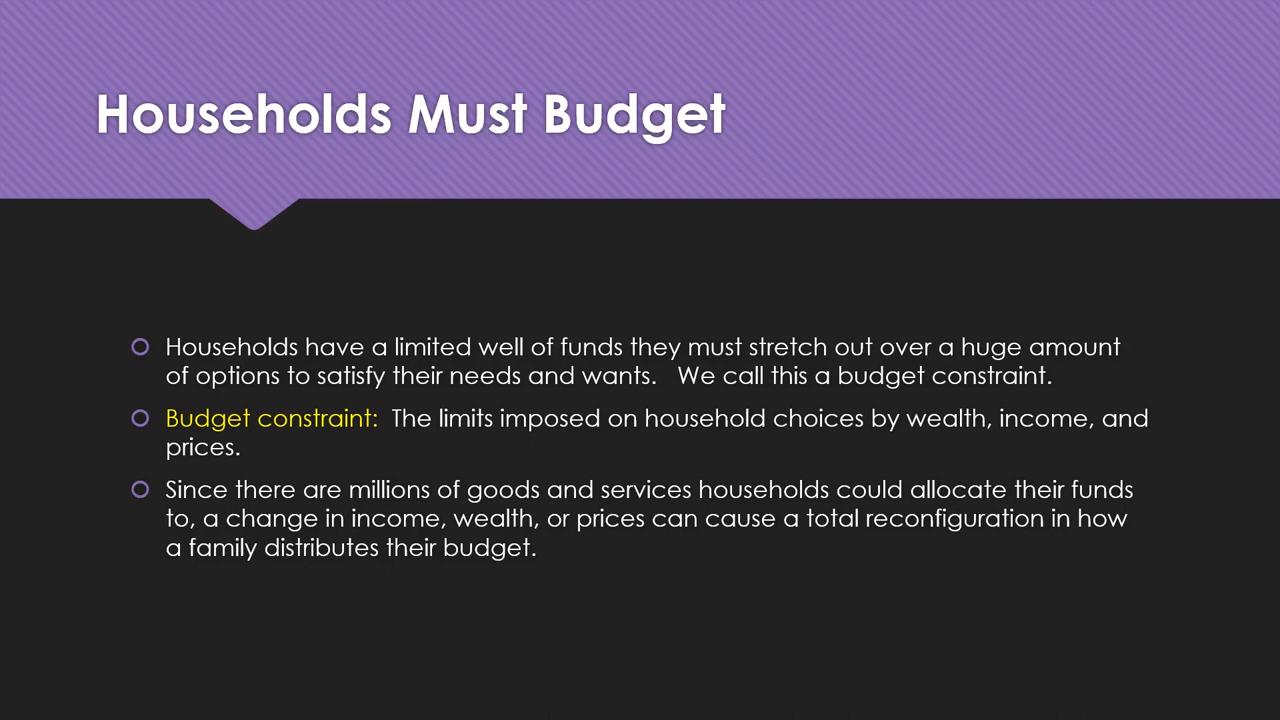 Households Must Budget
Households have a limited well of funds they must stretch out over a huge amount
of options to satisfy their needs and wants.   We call this a budget constraint.
Budget constraint:  The limits imposed on household choices by wealth, income, and
prices.
Since there are millions of goods and services households could allocate their funds
to, a change in income, wealth, or prices can cause a total reconfiguration in how
a family distributes their budget.